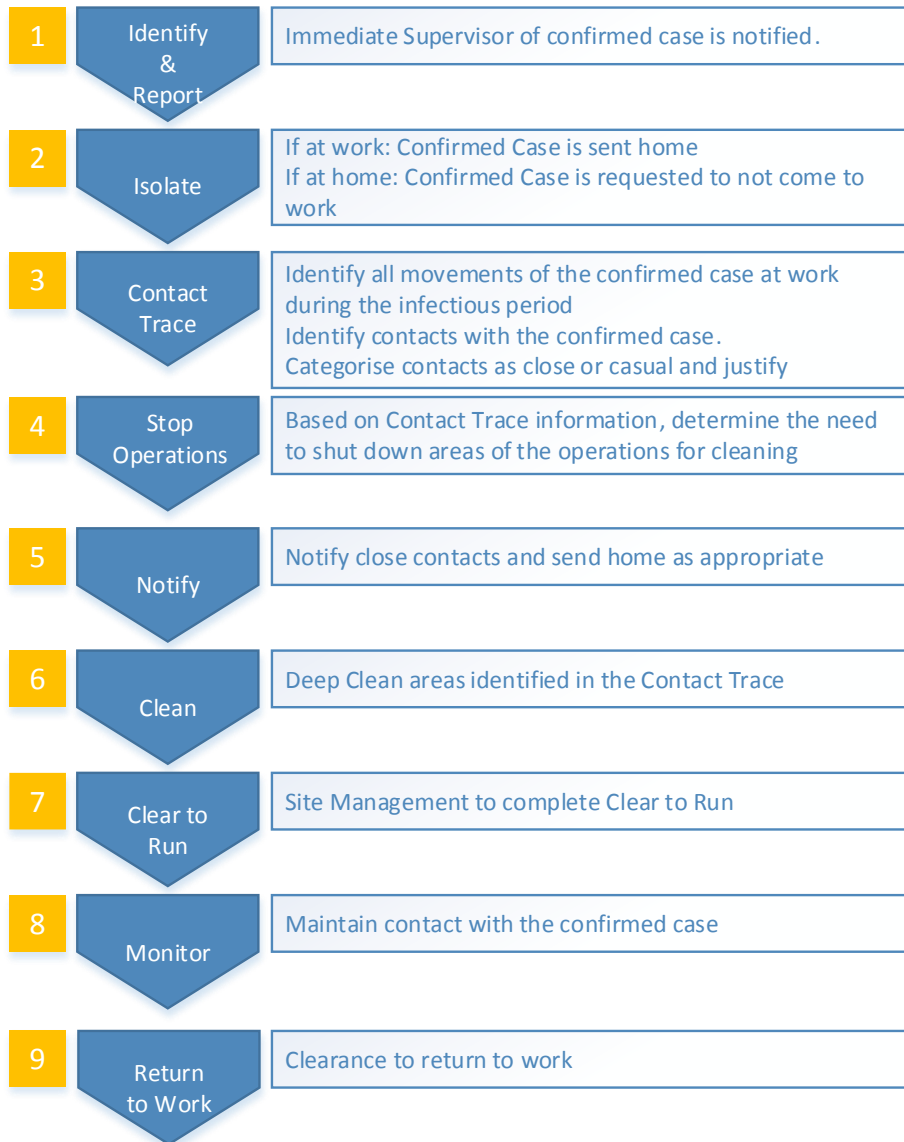 1
Identify
&
Report
Immediate Supervisor of confirmed case is notified.
2
Isolate
If at work: Confirmed Case is sent home
If at home: Confirmed Case is requested to not come to
work
3
Contact
Trace
Identify all movements of the confirmed case at work
during the infectious period
Identify contacts with the confirmed case.
Categorise contacts as close or casual and justify
4
Stop
Operations
Based on Contact Trace information, determine the need
to shut down areas of the operations for cleaning
5
Notify
Notify close contacts and send home as appropriate
6
Clean
Deep Clean areas identified in the Contact Trace
7
Clear to
Run
Site Management to complete Clear to Run
8
Monitor
Maintain contact with the confirmed case
9
Return
to Work
Clearance to return to work